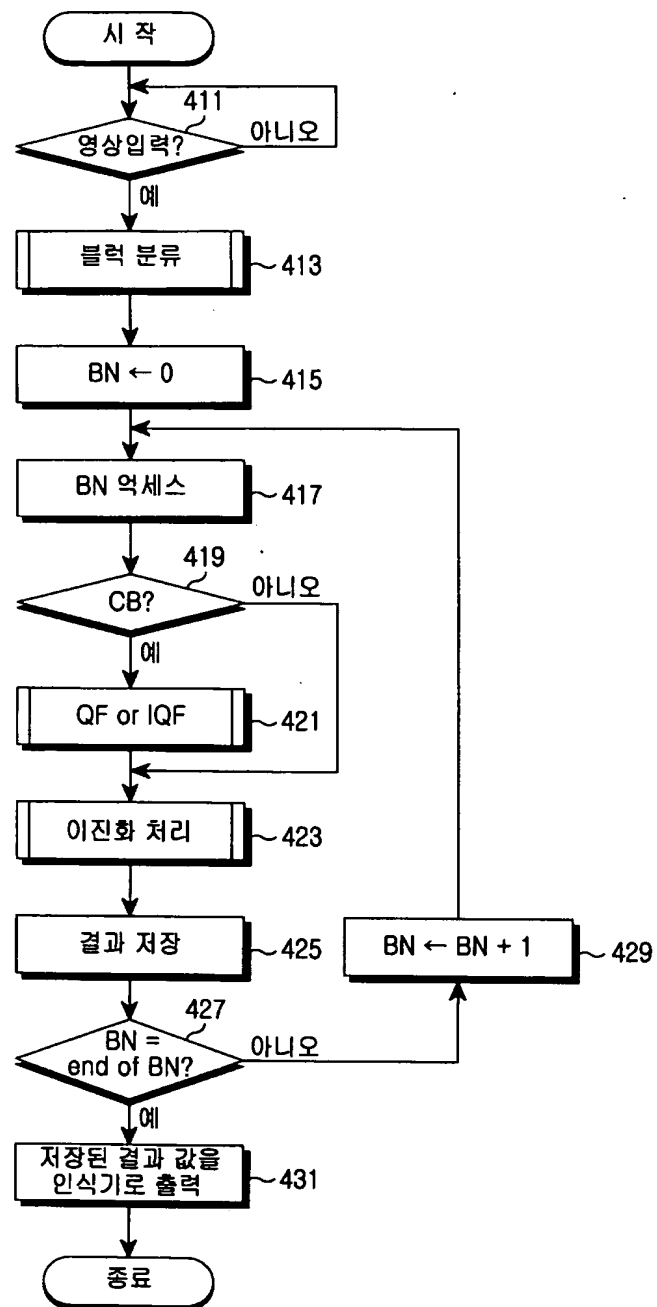 시 작
411
영상입력?
아니오
예
블럭 분류
413
BN ← 0
415
BN 억세스
417
419
CB?
아니오
예
QF or IQF
421
이진화 처리
423
결과 저장
425
BN ← BN + 1
429
427
BN =
end of BN?
아니오
예
저장된 결과 값을
인식기로 출력
431
종료